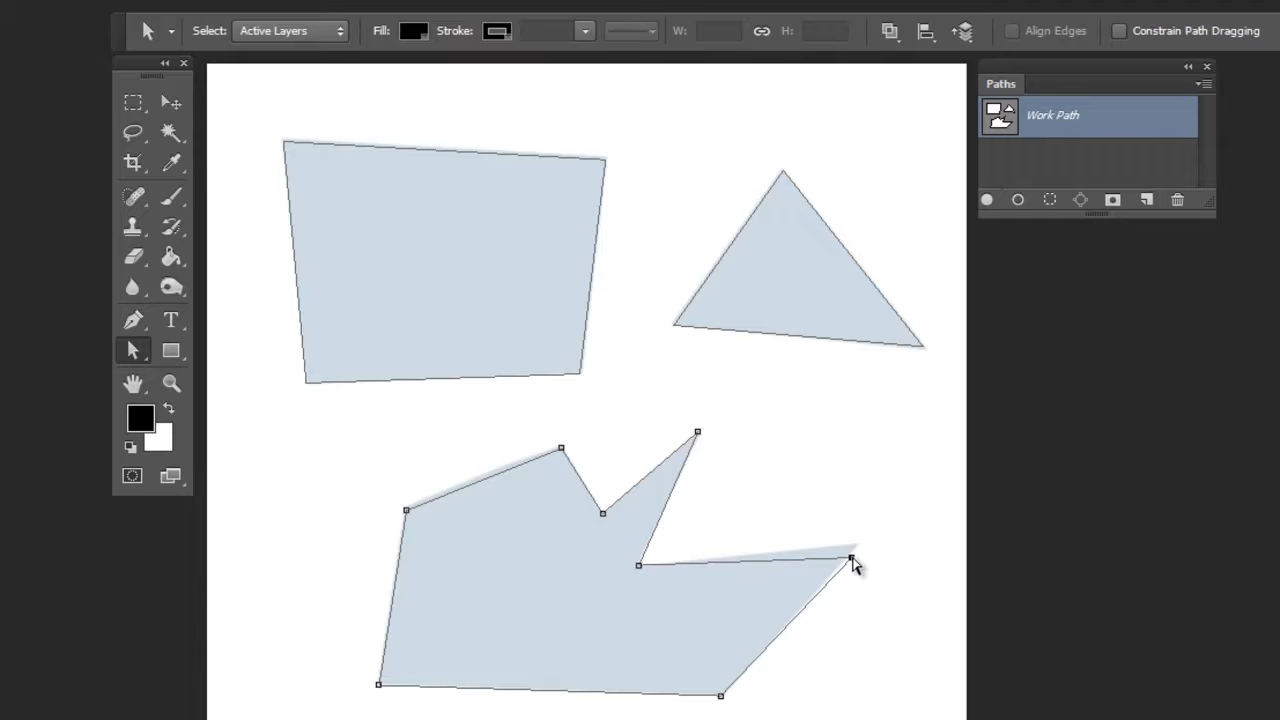 Select: Active Layers Fill: Stroke: W: H: Align Edges Constrain Path Dragging
Paths
Work Path
T